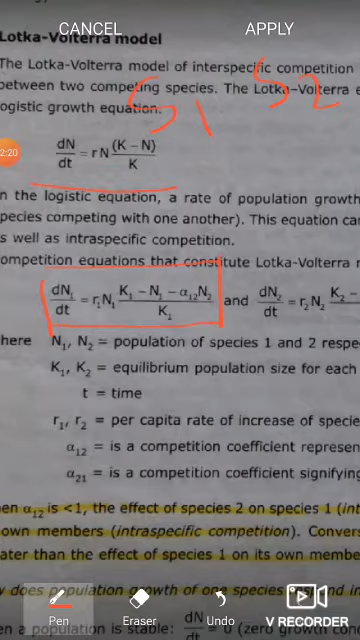 CANCEL APPLY
Lotka-Volterra model
The Lotka-Volterra model of interspecific competition
between two competing species. The Lotka-Volterra e
ogistic growth equation.
S1 S2
2:20
dN/dt = r N (K – N)/K
n the logistic equation, a rate of population growth
species competing with one another). This equation can
s well as intraspecific competition.
ompetition equations that constitute Lotka-Volterra
dN₁/dt = r₁N₁ (K₁ – N₁ – α₁₂N₂)/K₁ and dN₂/dt = r₂N₂ K₂ –
here N₁, N₂ = population of species 1 and 2 respe
K₁, K₂ = equilibrium population size for each
t = time
r₁, r₂ = per capita rate of increase of specie
α₁₂ = is a competition coefficient represen
α₂₁ = is a competition coefficient signifying
en α₁₂ is <1, the effect of species 2 on species 1 (int
own members (intraspecific competition). Convers
ater than the effect of species 1 on its own membe
does population growth of one species
Pen Eraser Undo V RECORDER
en a population is stable: dN/dt = 0 (zero growth con